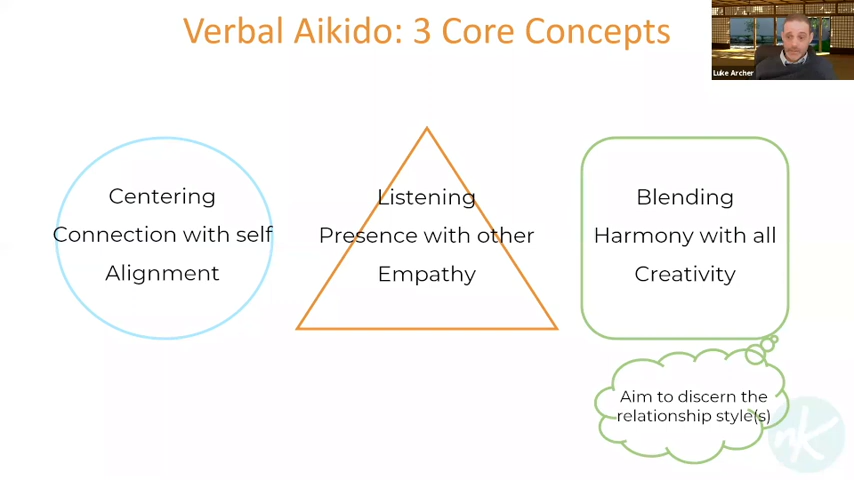 Verbal Aikido: 3 Core Concepts
Luke Archer
Centering
Connection with self
Alignment
Listening
Presence with other
Empathy
Blending
Harmony with all
Creativity
Aim to discern the
relationship style(s)
nk